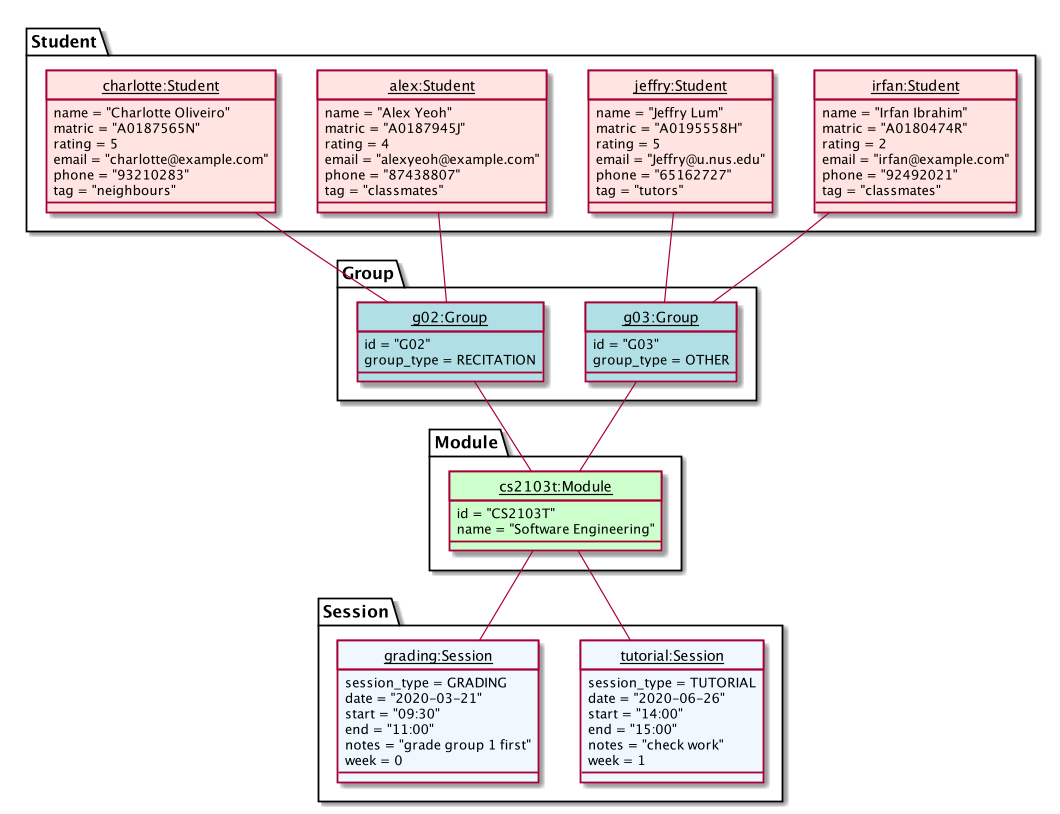 Student
charlotte:Student
name = "Charlotte Oliveiro"
matric = "A0187565N"
rating = 5
email = "charlotte@example.com"
phone = "93210283"
tag = "neighbours"
alex:Student
name = "Alex Yeoh"
matric = "A0187945J"
rating = 4
email = "alexyeoh@example.com"
phone = "87438807"
tag = "classmates"
jeffry:Student
name = "Jeffry Lum"
matric = "A0195558H"
rating = 5
email = "Jeffry@u.nus.edu"
phone = "65162727"
tag = "tutors"
irfan:Student
name = "Irfan Ibrahim"
matric = "A0180474R"
rating = 2
email = "irfan@example.com"
phone = "92492021"
tag = "classmates"
Group
g02:Group
id = "G02"
group_type = RECITATION
g03:Group
id = "G03"
group_type = OTHER
Module
cs2103t:Module
id = "CS2103T"
name = "Software Engineering"
Session
grading:Session
session_type = GRADING
date = "2020-03-21"
start = "09:30"
end = "11:00"
notes = "grade group 1 first"
week = 0
tutorial:Session
session_type = TUTORIAL
date = "2020-06-26"
start = "14:00"
end = "15:00"
notes = "check work"
week = 1